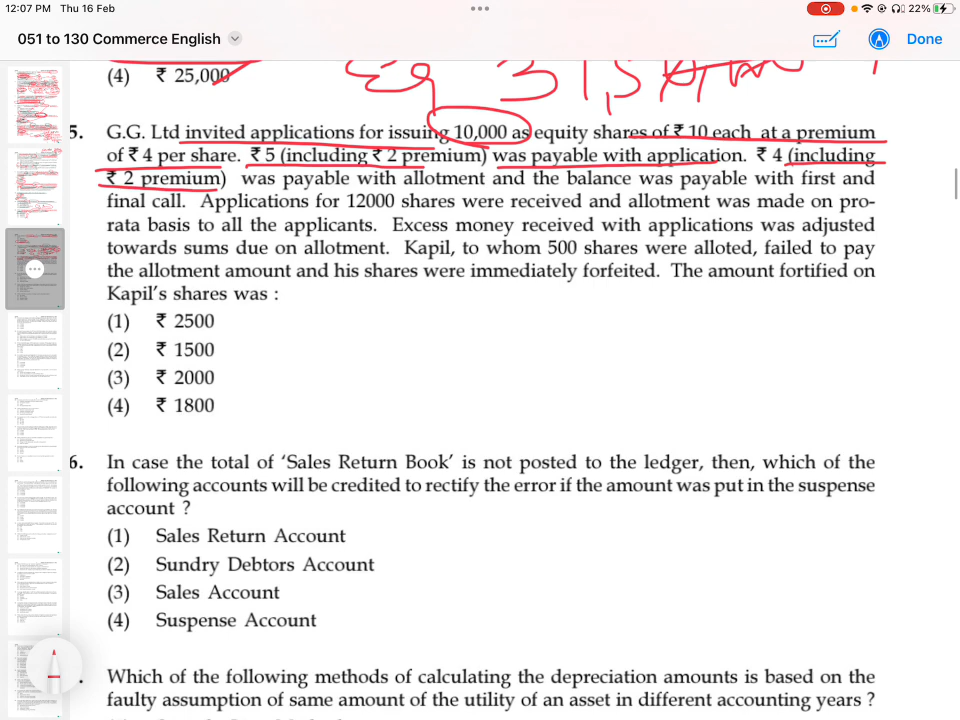 12:07 PM Thu 16 Feb
22%
051 to 130 Commerce English
Done
(4) ₹ 25,000
5. G.G. Ltd invited applications for issuing 10,000 as equity shares of ₹ 10 each at a premium
of ₹ 4 per share. ₹ 5 (including ₹ 2 premium) was payable with application. ₹ 4 (including
₹ 2 premium) was payable with allotment and the balance was payable with first and
final call. Applications for 12000 shares were received and allotment was made on pro-
rata basis to all the applicants. Excess money received with applications was adjusted
towards sums due on allotment. Kapil, to whom 500 shares were alloted, failed to pay
the allotment amount and his shares were immediately forfeited. The amount fortified on
Kapil's shares was :
(1) ₹ 2500
(2) ₹ 1500
(3) ₹ 2000
(4) ₹ 1800
6. In case the total of 'Sales Return Book' is not posted to the ledger, then, which of the
following accounts will be credited to rectify the error if the amount was put in the suspense
account ?
(1) Sales Return Account
(2) Sundry Debtors Account
(3) Sales Account
(4) Suspense Account
Which of the following methods of calculating the depreciation amounts is based on the
faulty assumption of same amount of the utility of an asset in different accounting years ?